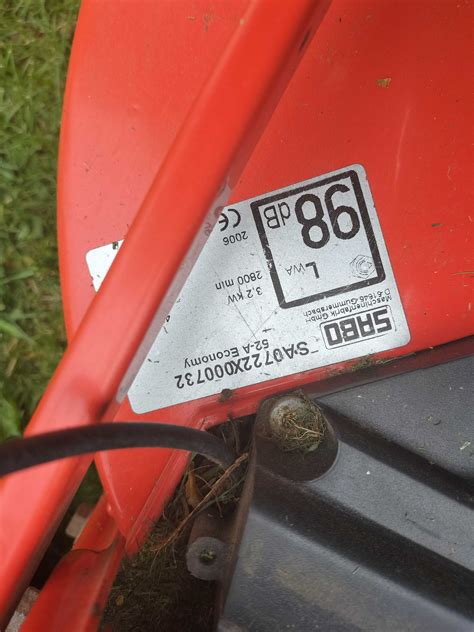 SABO
Maschinenfabrik GmbH
D-51645 Gummersbach
SA0722X000732
52-A Economy
3.2 kW
2800 min
2006
CE
LWA
98
dB